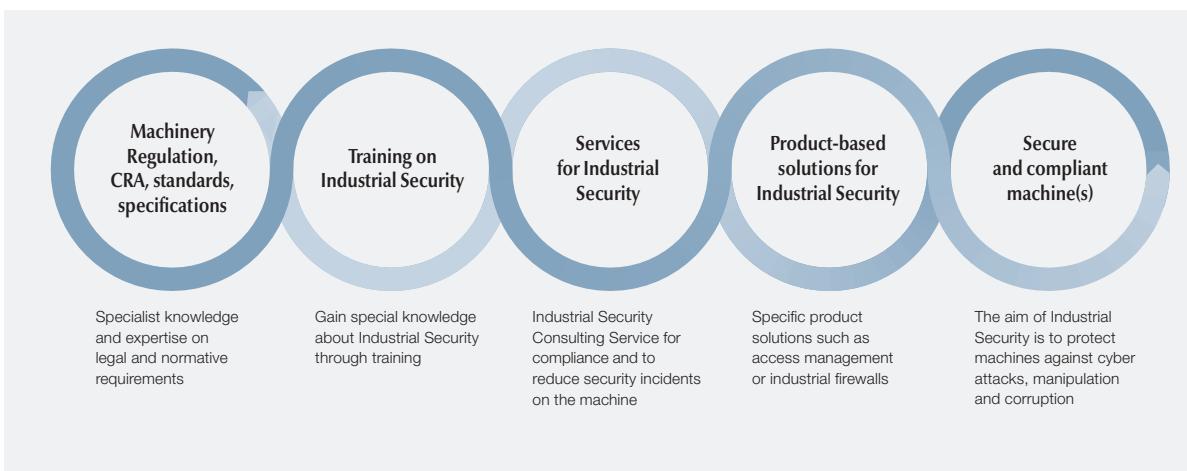 Machinery
Regulation,
CRA, standards,
specifications
Training on
Industrial Security
Services
for Industrial
Security
Product-based
solutions for
Industrial Security
Secure
and compliant
machine(s)
Specialist knowledge
and expertise on
legal and normative
requirements
Gain special knowledge
about Industrial Security
through training
Industrial Security
Consulting Service for
compliance and to
reduce security incidents
on the machine
Specific product
solutions such as
access management
or industrial firewalls
The aim of Industrial
Security is to protect
machines against cyber
attacks, manipulation
and corruption